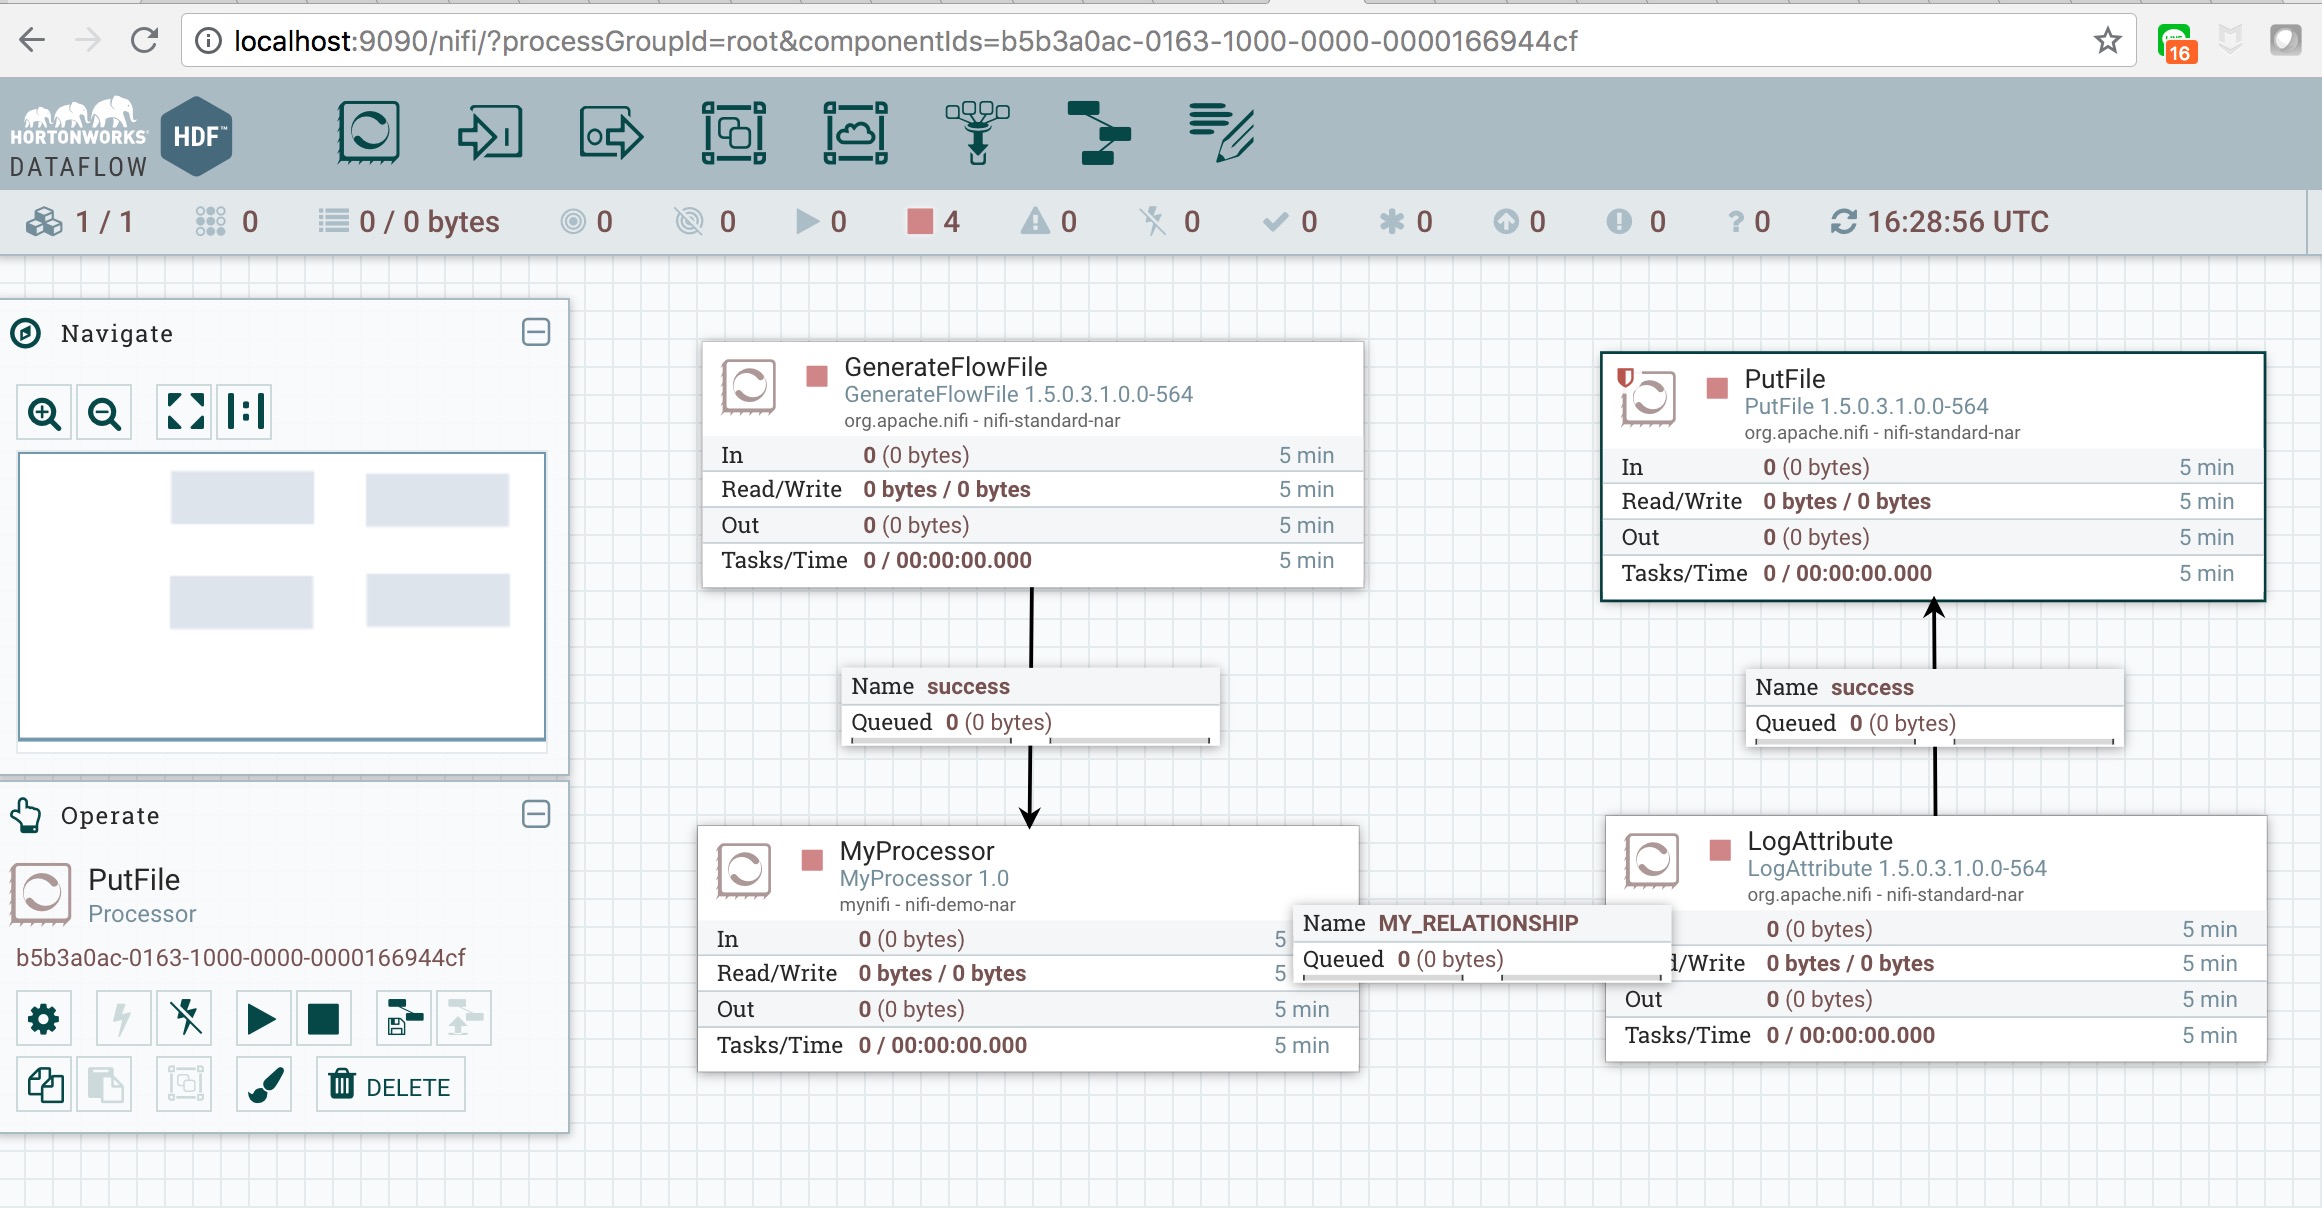 localhost:9090/nifi/?processGroupId=root&componentIds=b5b3a0ac-0163-1000-0000-0000166944cf
16
HORTONWORKS
DATAFLOW
HDF™
1 / 1
0
0 / 0 bytes
0
0
0
4
0
0
0
0
0
0
? 0
16:28:56 UTC
Navigate
Operate
PutFile
Processor
b5b3a0ac-0163-1000-0000-0000166944cf
DELETE
GenerateFlowFile
GenerateFlowFile 1.5.0.3.1.0.0-564
org.apache.nifi - nifi-standard-nar
In 0 (0 bytes) 5 min
Read/Write 0 bytes / 0 bytes 5 min
Out 0 (0 bytes) 5 min
Tasks/Time 0 / 00:00:00.000 5 min
Name success
Queued 0 (0 bytes)
MyProcessor
MyProcessor 1.0
mynifi - nifi-demo-nar
In 0 (0 bytes) 5
Read/Write 0 bytes / 0 bytes 5
Out 0 (0 bytes) 5 min
Tasks/Time 0 / 00:00:00.000 5 min
Name MY_RELATIONSHIP
Queued 0 (0 bytes)
PutFile
PutFile 1.5.0.3.1.0.0-564
org.apache.nifi - nifi-standard-nar
In 0 (0 bytes) 5 min
Read/Write 0 bytes / 0 bytes 5 min
Out 0 (0 bytes) 5 min
Tasks/Time 0 / 00:00:00.000 5 min
Name success
Queued 0 (0 bytes)
LogAttribute
LogAttribute 1.5.0.3.1.0.0-564
org.apache.nifi - nifi-standard-nar
0 (0 bytes) 5 min
/Write 0 bytes / 0 bytes 5 min
Out 0 (0 bytes) 5 min
Tasks/Time 0 / 00:00:00.000 5 min